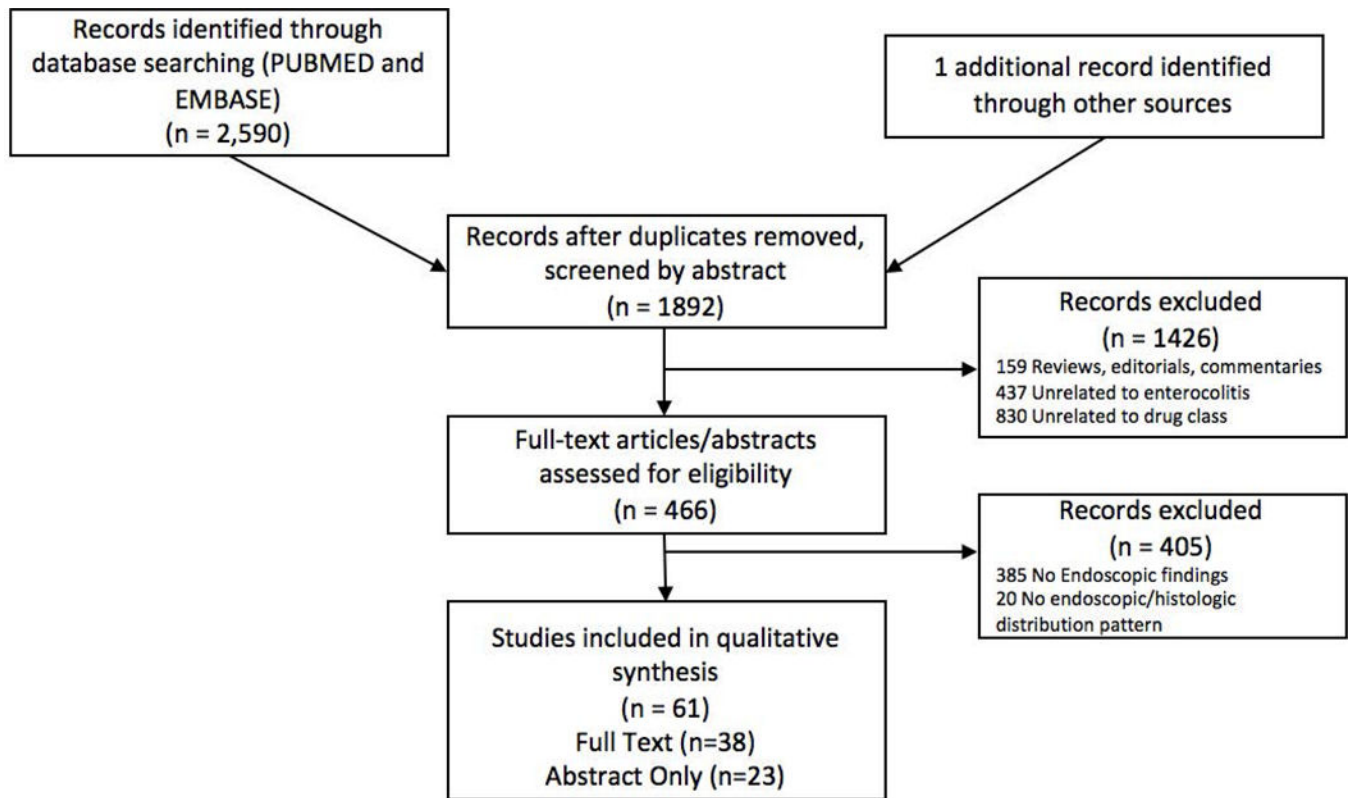 Records identified through
database searching (PUBMED and
EMBASE)
(n = 2,590)
1 additional record identified
through other sources
Records after duplicates removed,
screened by abstract
(n = 1892)
Records excluded
(n = 1426)
159 Reviews, editorials, commentaries
437 Unrelated to enterocolitis
830 Unrelated to drug class
Full-text articles/abstracts
assessed for eligibility
(n = 466)
Records excluded
(n = 405)
385 No Endoscopic findings
20 No endoscopic/histologic
distribution pattern
Studies included in qualitative
synthesis
(n = 61)
Full Text (n=38)
Abstract Only (n=23)